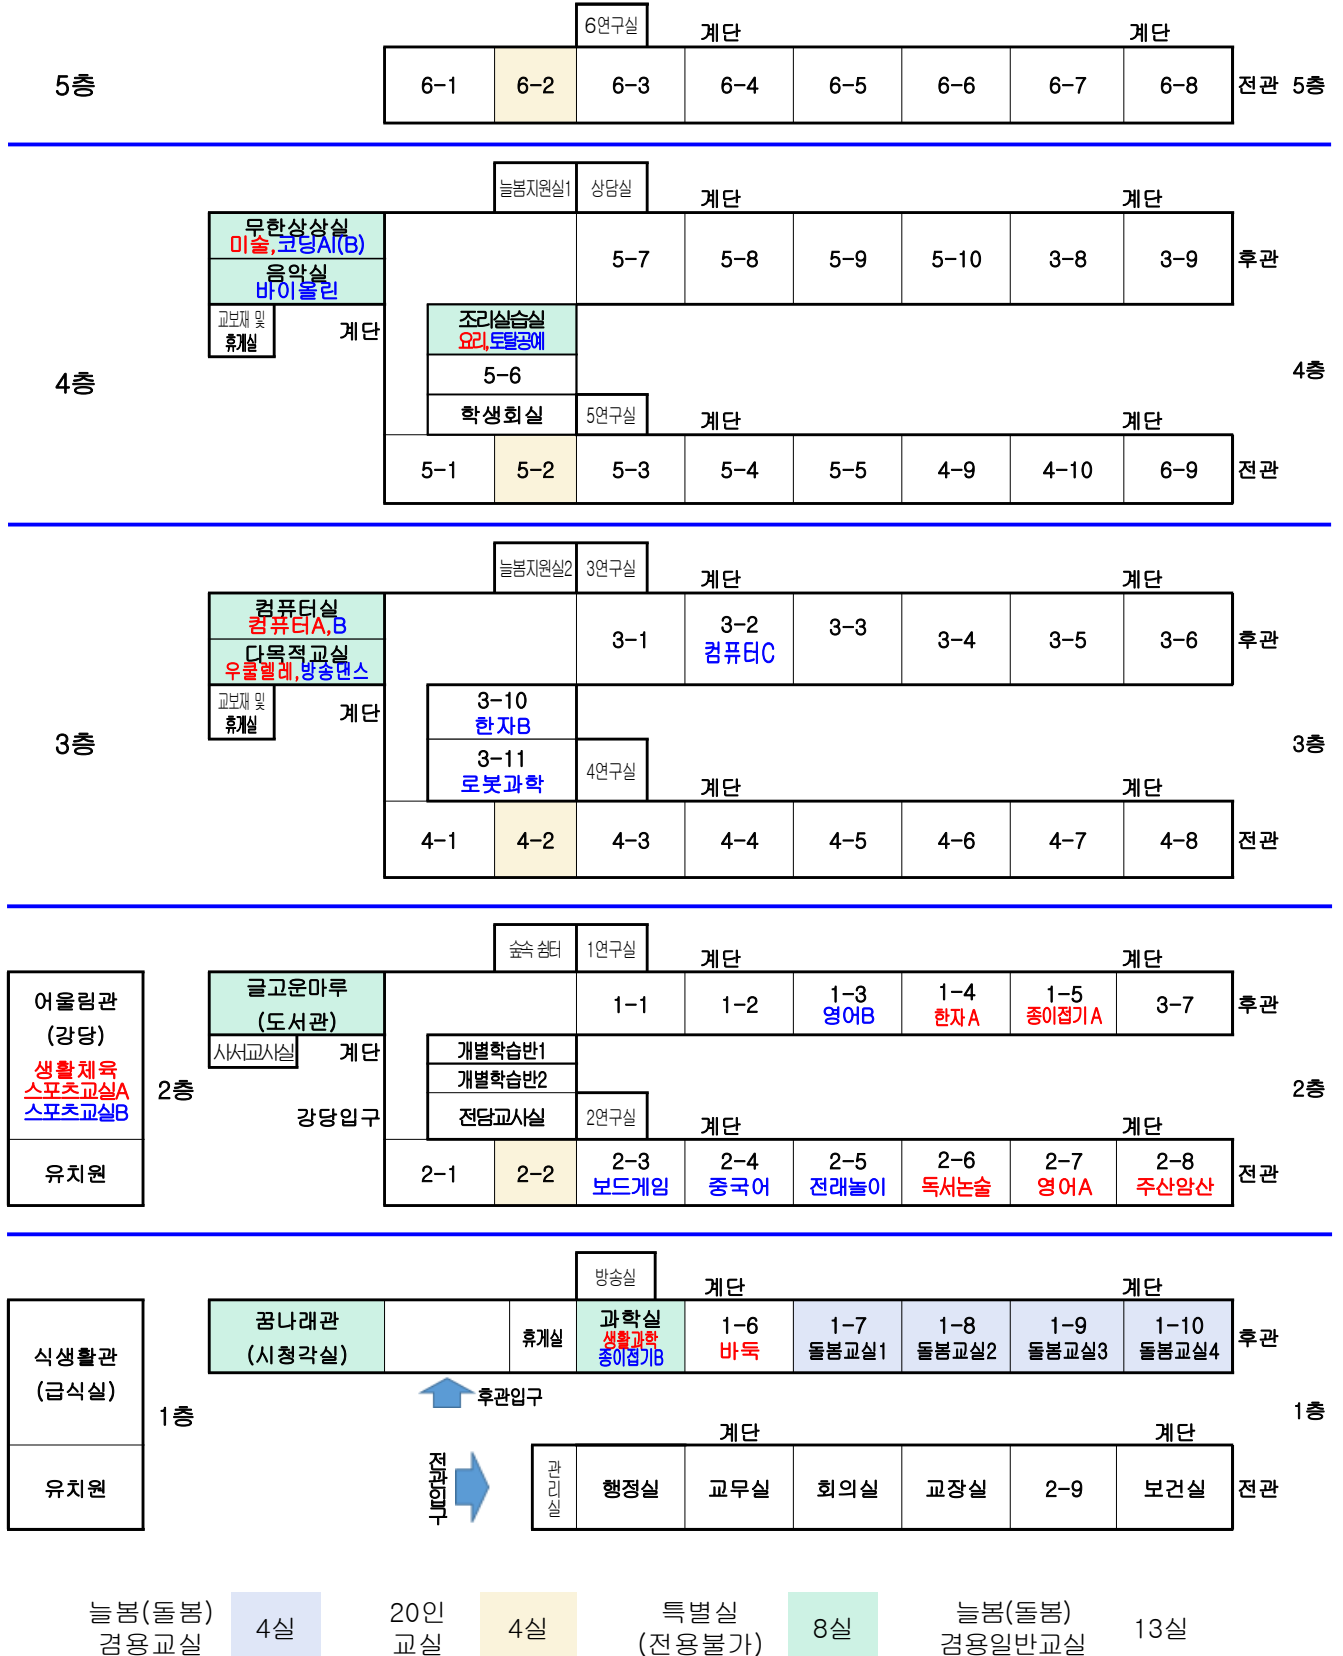 6연구실
계단
계단
5층
6-1
6-2
6-3
6-4
6-5
6-6
6-7
6-8
전관
5층
늘봄지원실1
상담실
계단
계단
무한상상실
미술,코딩AI(B)
음악실
바이올린
5-7
5-8
5-9
5-10
3-8
3-9
후관
교보재 및
휴게실
계단
조리실습실
요리,토탈공예
5-6
4층
4층
학생회실
5연구실
계단
계단
5-1
5-2
5-3
5-4
5-5
4-9
4-10
6-9
전관
늘봄지원실2
3연구실
계단
계단
컴퓨터실
컴퓨터A,B
다목적교실
우쿨렐레,방송댄스
3-1
3-2
컴퓨터C
3-3
3-4
3-5
3-6
후관
교보재 및
휴게실
계단
3-10
한자B
3층
3층
3-11
로봇과학
4연구실
계단
계단
4-1
4-2
4-3
4-4
4-5
4-6
4-7
4-8
전관
숲속 쉼터
1연구실
계단
계단
어울림관
(강당)
생활체육
스포츠교실A
스포츠교실B
글고운마루
(도서관)
1-1
1-2
1-3
영어B
1-4
한자A
1-5
종이접기A
3-7
후관
사서교사실
계단
개별학습반1
개별학습반2
2층
2층
강당입구
전담교사실
2연구실
계단
계단
유치원
2-1
2-2
2-3
보드게임
2-4
중국어
2-5
전래놀이
2-6
독서논술
2-7
영어A
2-8
주산암산
전관
방송실
계단
계단
식생활관
(급식실)
꿈나래관
(시청각실)
휴게실
과학실
생활과학
종이접기B
1-6
바둑
1-7
돌봄교실1
1-8
돌봄교실2
1-9
돌봄교실3
1-10
돌봄교실4
후관
후관입구
1층
1층
계단
계단
유치원
전관입구
관리실
행정실
교무실
회의실
교장실
2-9
보건실
전관
늘봄(돌봄)
겸용교실
4실
20인
교실
4실
특별실
(전용불가)
8실
늘봄(돌봄)
겸용일반교실
13실